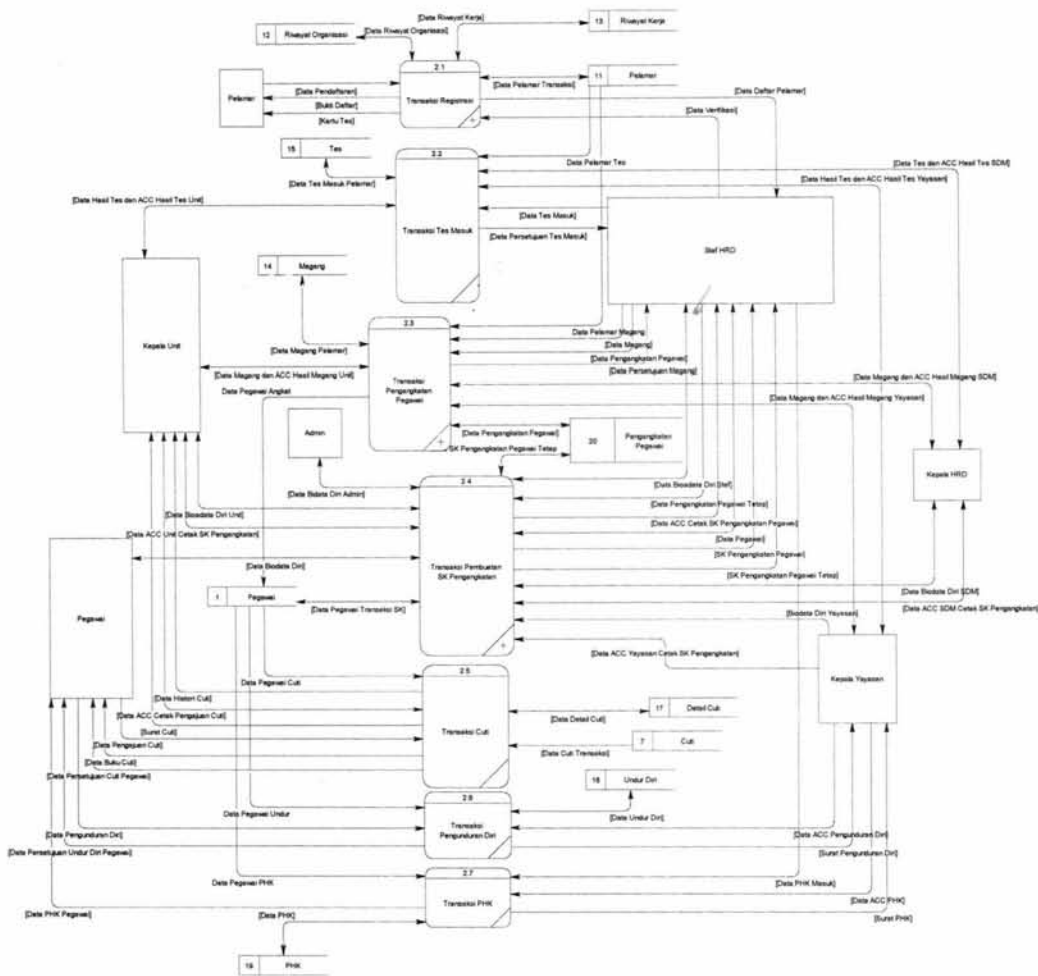 13 Riwayat Kerja
[Data Riwayat Kerja]
12 Riwayat Organisasi
[Data Riwayat Organisasi]
2.1
Transaksi Registrasi
11 Pelamar
[Data Pelamar Transaksi]
Pelamar
[Data Pendaftaran]
[Bukti Daftar]
[Kartu Tes]
[Data Daftar Pelamar]
[Data Verifikasi]
15 Tes
[Data Tes Masuk Pelamar]
2.2
Transaksi Tes Masuk
Data Pelamar Tes
[Data Tes dan ACC Hasil Tes SDM]
[Data Hasil Tes dan ACC Hasil Tes Yayasan]
[Data Hasil Tes dan ACC Hasil Tes Unit]
[Data Tes Masuk]
[Data Persetujuan Tes Masuk]
Staf HRD
Kepala Unit
14 Magang
[Data Magang Pelamar]
2.3
Transaksi
Pengangkatan
Pegawai
Data Pelamar Magang
[Data Magang]
[Data Pengangkatan Pegawai]
[Data Persetujuan Magang]
[Data Magang dan ACC Hasil Magang Unit]
[Data Magang dan ACC Hasil Magang SDM]
Data Pegawai Angkat
[Data Magang dan ACC Hasil Magang Yayasan]
Admin
[Data Pengangkatan Pegawai]
20 Pengangkatan
Pegawai
SK Pengangkatan Pegawai Tetap
Kepala HRD
2.4
Transaksi Pembuatan
SK Pengangkatan
[Data Bidata Diri Admin]
[Data Bioadata Diri Staf]
[Data Pengangkatan Pegawai Tetap]
[Data Bioadata Diri Unit]
[Data ACC Cetak SK Pengangkatan Pegawai]
[Data ACC Unit Cetak SK Pengangkatan]
[Data Pegawai]
[SK Pengangkatan Pegawai]
[Data Biodata Diri]
[SK Pengangkatan Pegawai Tetap]
[Data Biodata Diri SDM]
1 Pegawai
[Data Pegawai Transaksi SK]
[Data ACC SDM Cetak SK Pengangkatan]
[Biodata Diri Yayasan]
Pegawai
[Data ACC Yayasan Cetak SK Pengangkatan]
Kepala Yayasan
2.5
Transaksi Cuti
Data Pegawai Cuti
[Data Histori Cuti]
[Data ACC Cetak Pengajuan Cuti]
[Surat Cuti]
[Data Pengajuan Cuti]
[Data Buku Cuti]
[Data Persetujuan Cuti Pegawai]
17 Detail Cuti
[Data Detail Cuti]
7 Cuti
[Data Cuti Transaksi]
18 Undur Diri
[Data Undur Diri]
2.6
Transaksi
Pengunduran Diri
Data Pegawai Undur
[Data Pengunduran Diri]
[Data Persetujuan Undur Diri Pegawai]
[Data ACC Pengunduran Diri]
[Surat Pengunduran Diri]
2.7
Transaksi PHK
Data Pegawai PHK
[Data PHK Masuk]
[Data PHK Pegawai]
[Data ACC PHK]
[Data PHK]
[Surat PHK]
19 PHK